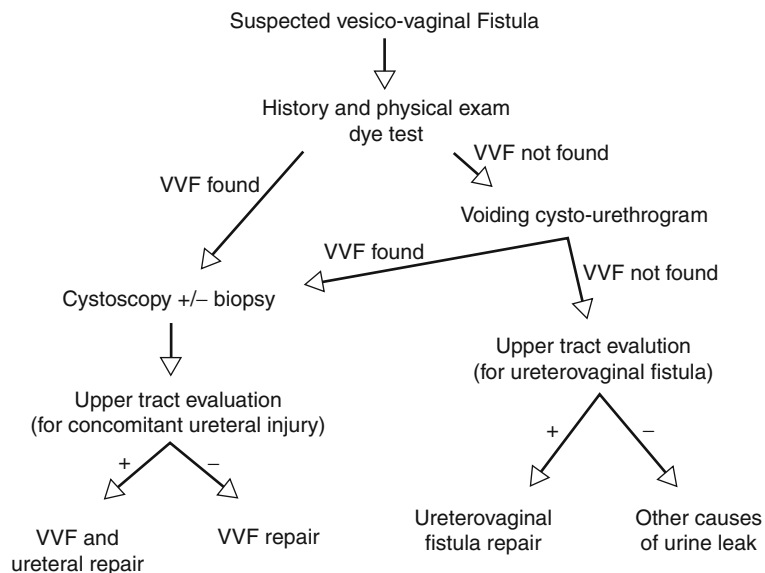 Suspected vesico-vaginal Fistula
History and physical exam
dye test
VVF found
VVF not found
Voiding cysto-urethrogram
VVF found
VVF not found
Cystoscopy +/– biopsy
Upper tract evalution
(for ureterovaginal fistula)
Upper tract evaluation
(for concomitant ureteral injury)
+
–
+
–
VVF and
ureteral repair
VVF repair
Ureterovaginal
fistula repair
Other causes
of urine leak